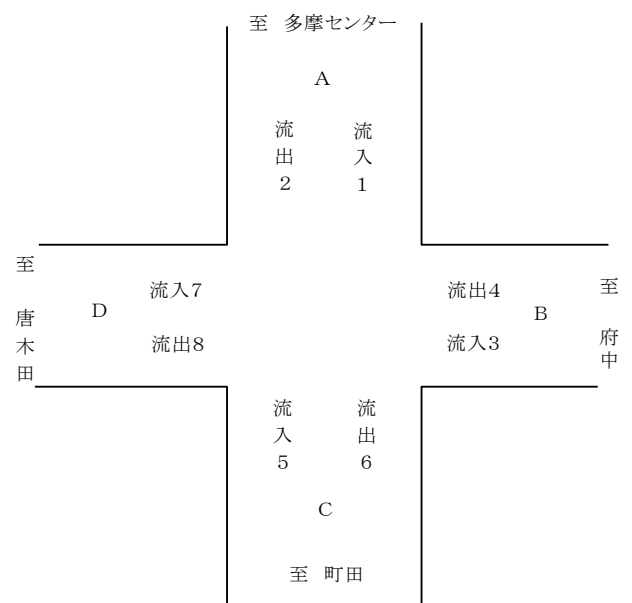 至 多摩センター
A
流出2
流入1
至 唐木田
D
流入7
流出8
流出4
流入3
B
至 府中
流入5
流出6
C
至 町田